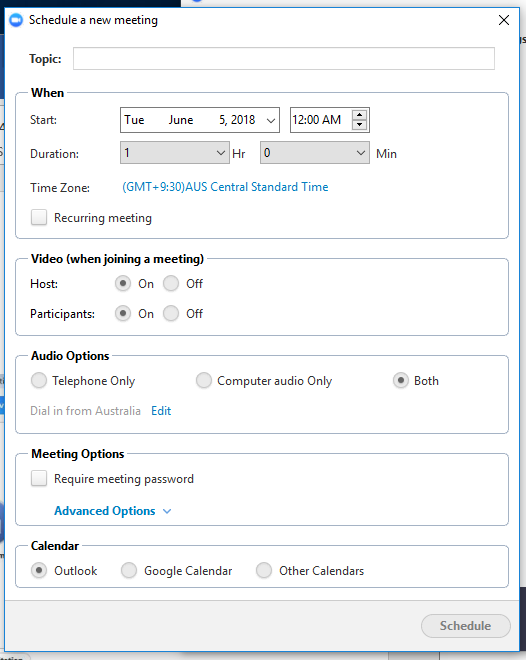 Schedule a new meeting
Topic:
When
Start: Tue June 5, 2018 12:00 AM
Duration: 1 Hr 0 Min
Time Zone: (GMT+9:30)AUS Central Standard Time
Recurring meeting
Video (when joining a meeting)
Host: On Off
Participants: On Off
Audio Options
Telephone Only Computer audio Only Both
Dial in from Australia Edit
Meeting Options
Require meeting password
Advanced Options
Calendar
Outlook Google Calendar Other Calendars
Schedule